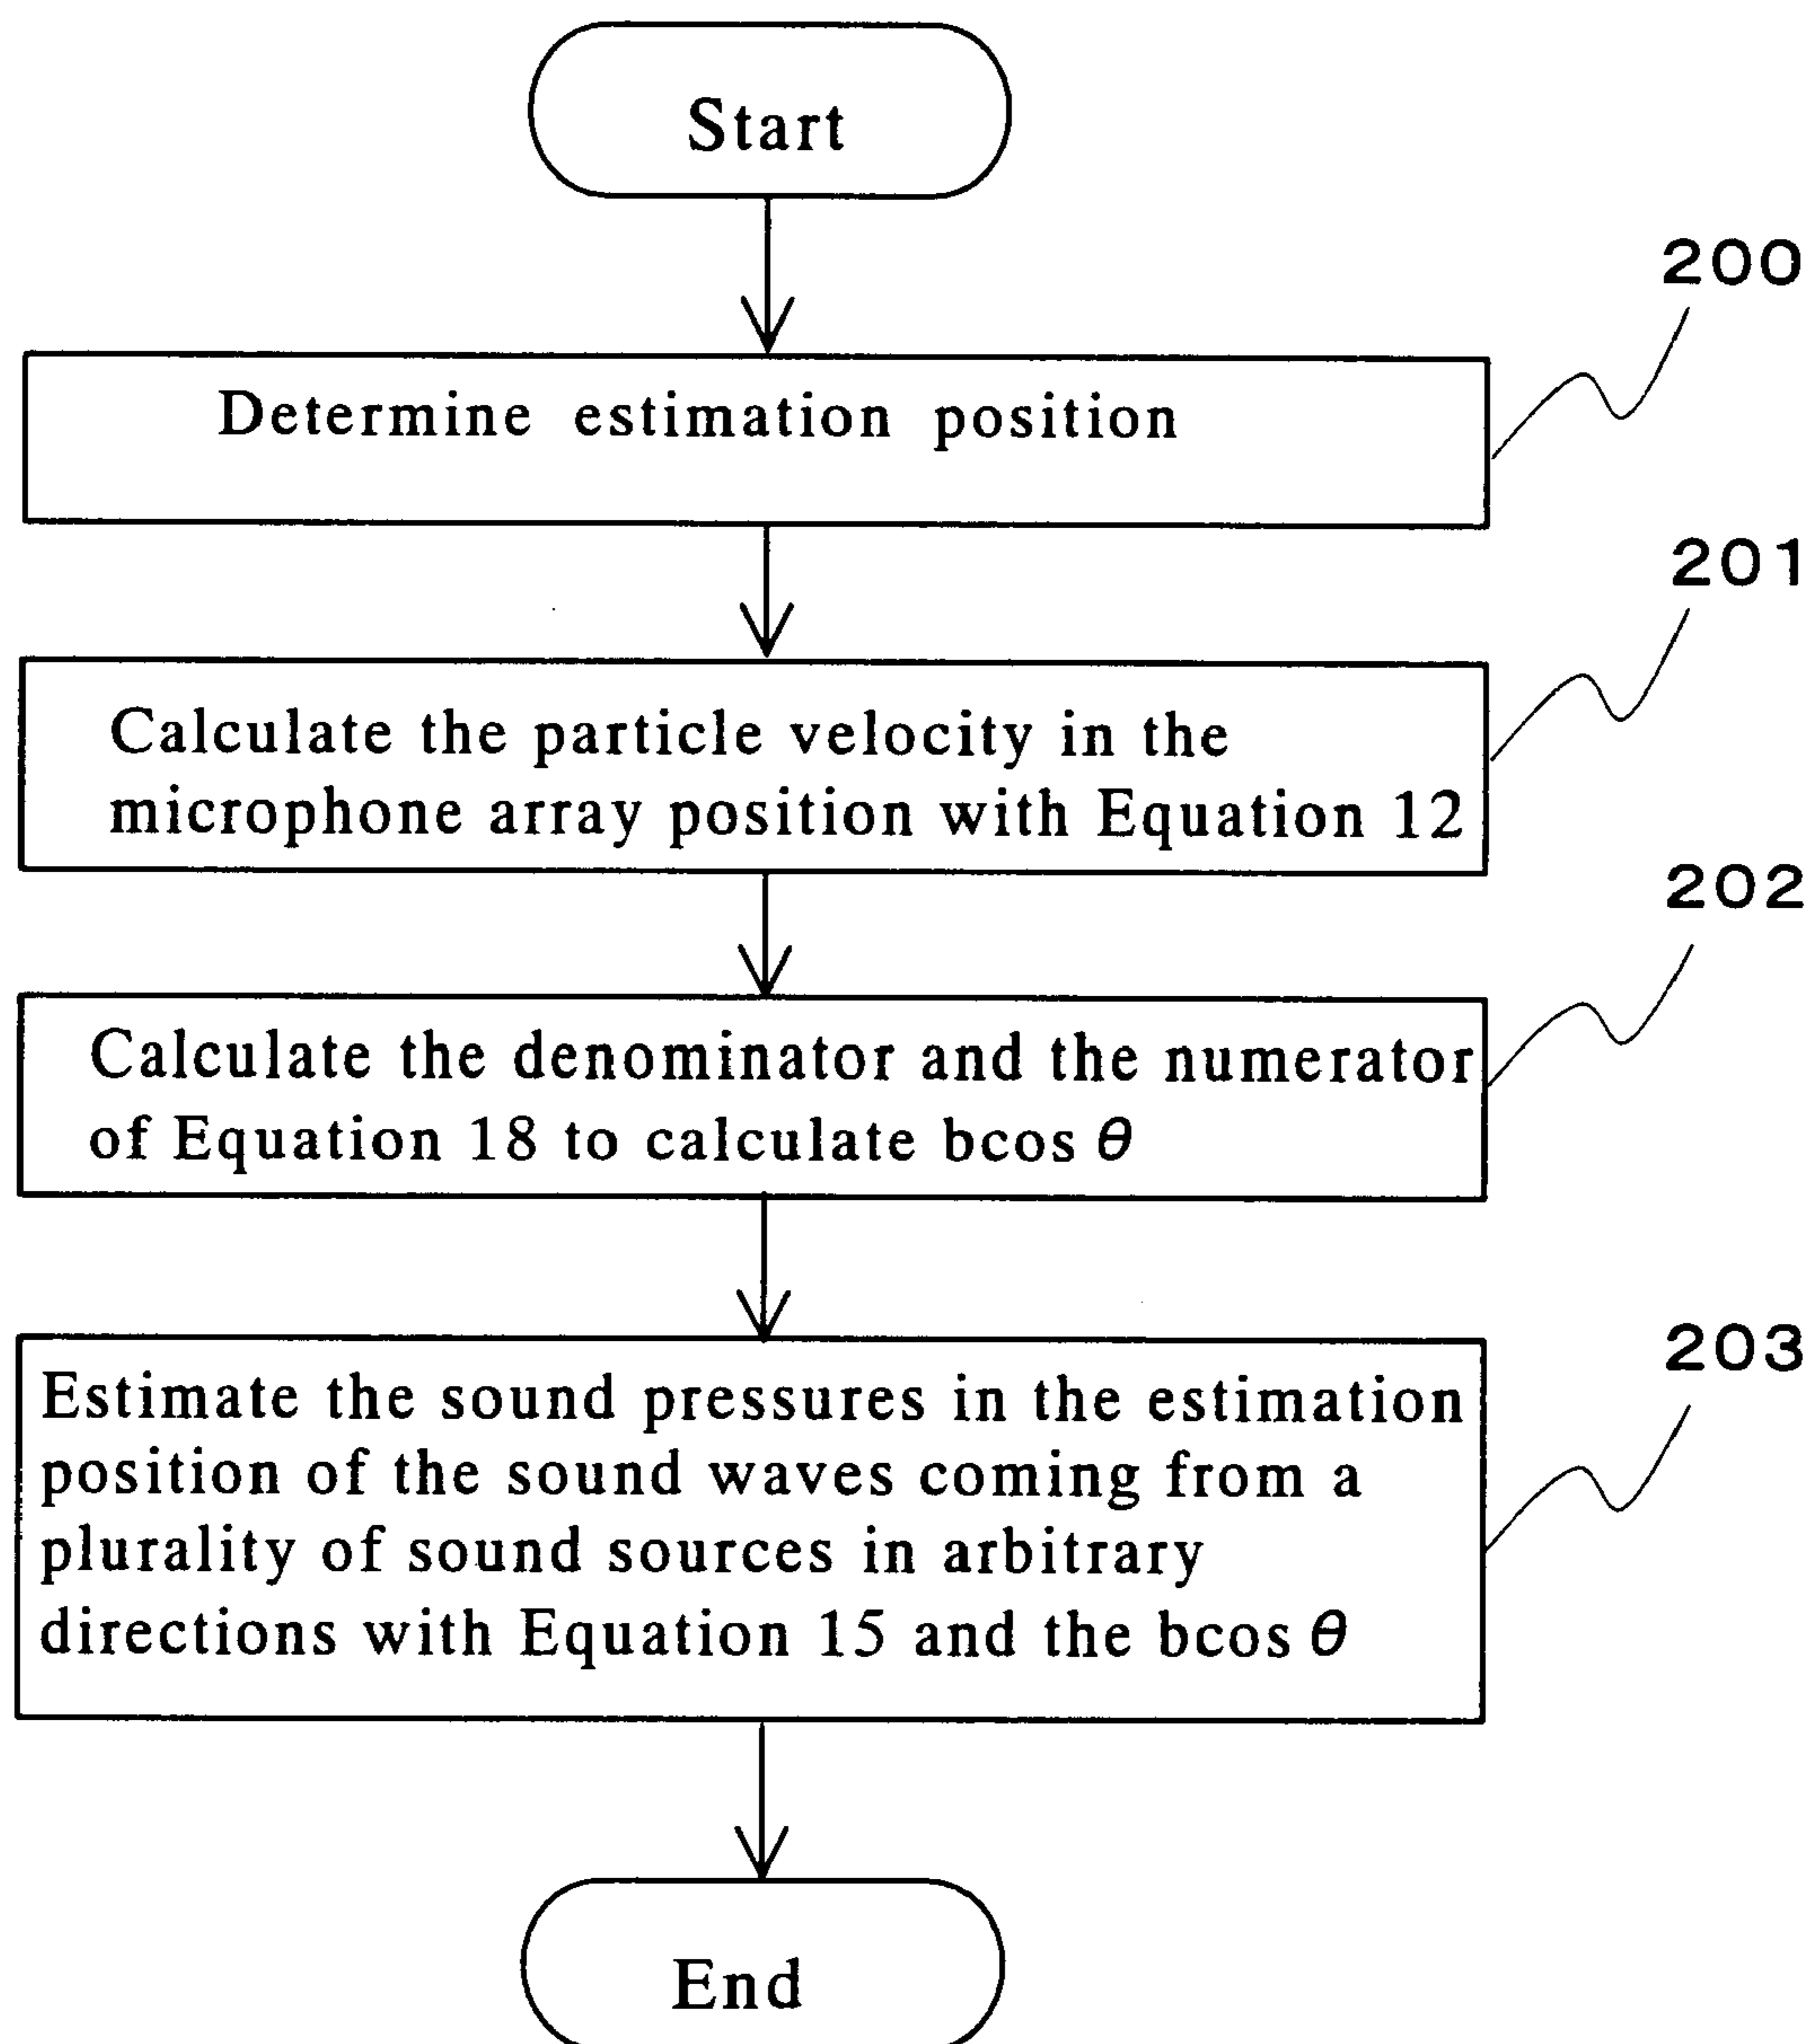 Start
200
Determine estimation position
201
Calculate the particle velocity in the
microphone array position with Equation 12
202
Calculate the denominator and the numerator
of Equation 18 to calculate bcos θ
203
Estimate the sound pressures in the estimation
position of the sound waves coming from a
plurality of sound sources in arbitrary
directions with Equation 15 and the bcos θ
End